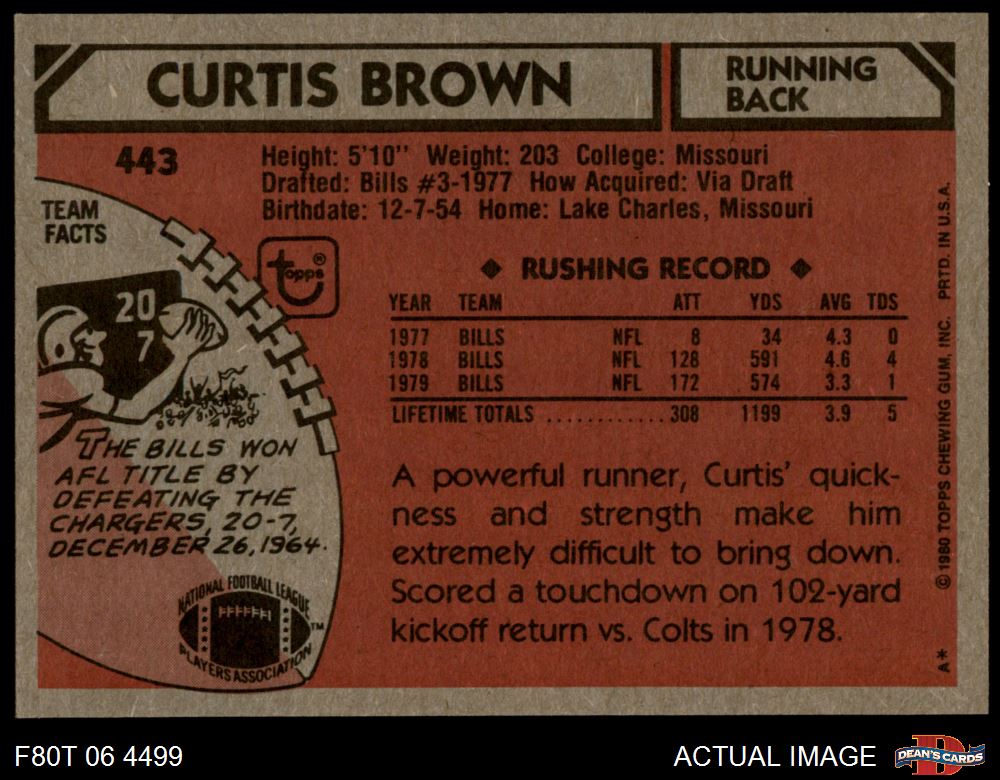 CURTIS BROWN
RUNNING
BACK
443
Height: 5'10" Weight: 203 College: Missouri
Drafted: Bills #3-1977 How Acquired: Via Draft
Birthdate: 12-7-54 Home: Lake Charles, Missouri
TEAM
FACTS
topps®
20
7
THE BILLS WON
AFL TITLE BY
DEFEATING THE
CHARGERS, 20-7,
DECEMBER 26, 1964.
NATIONAL FOOTBALL LEAGUE
PLAYERS ASSOCIATION
TM
◆ RUSHING RECORD ◆
YEAR TEAM ATT YDS AVG TDS
1977 BILLS NFL 8 34 4.3 0
1978 BILLS NFL 128 591 4.6 4
1979 BILLS NFL 172 574 3.3 1
LIFETIME TOTALS ............ 308 1199 3.9 5
A powerful runner, Curtis' quick-
ness and strength make him
extremely difficult to bring down.
Scored a touchdown on 102-yard
kickoff return vs. Colts in 1978.
© 1980 TOPPS CHEWING GUM, INC. PRTD. IN U.S.A.
A*
F80T 06 4499
ACTUAL IMAGE
D
DEAN'S CARDS